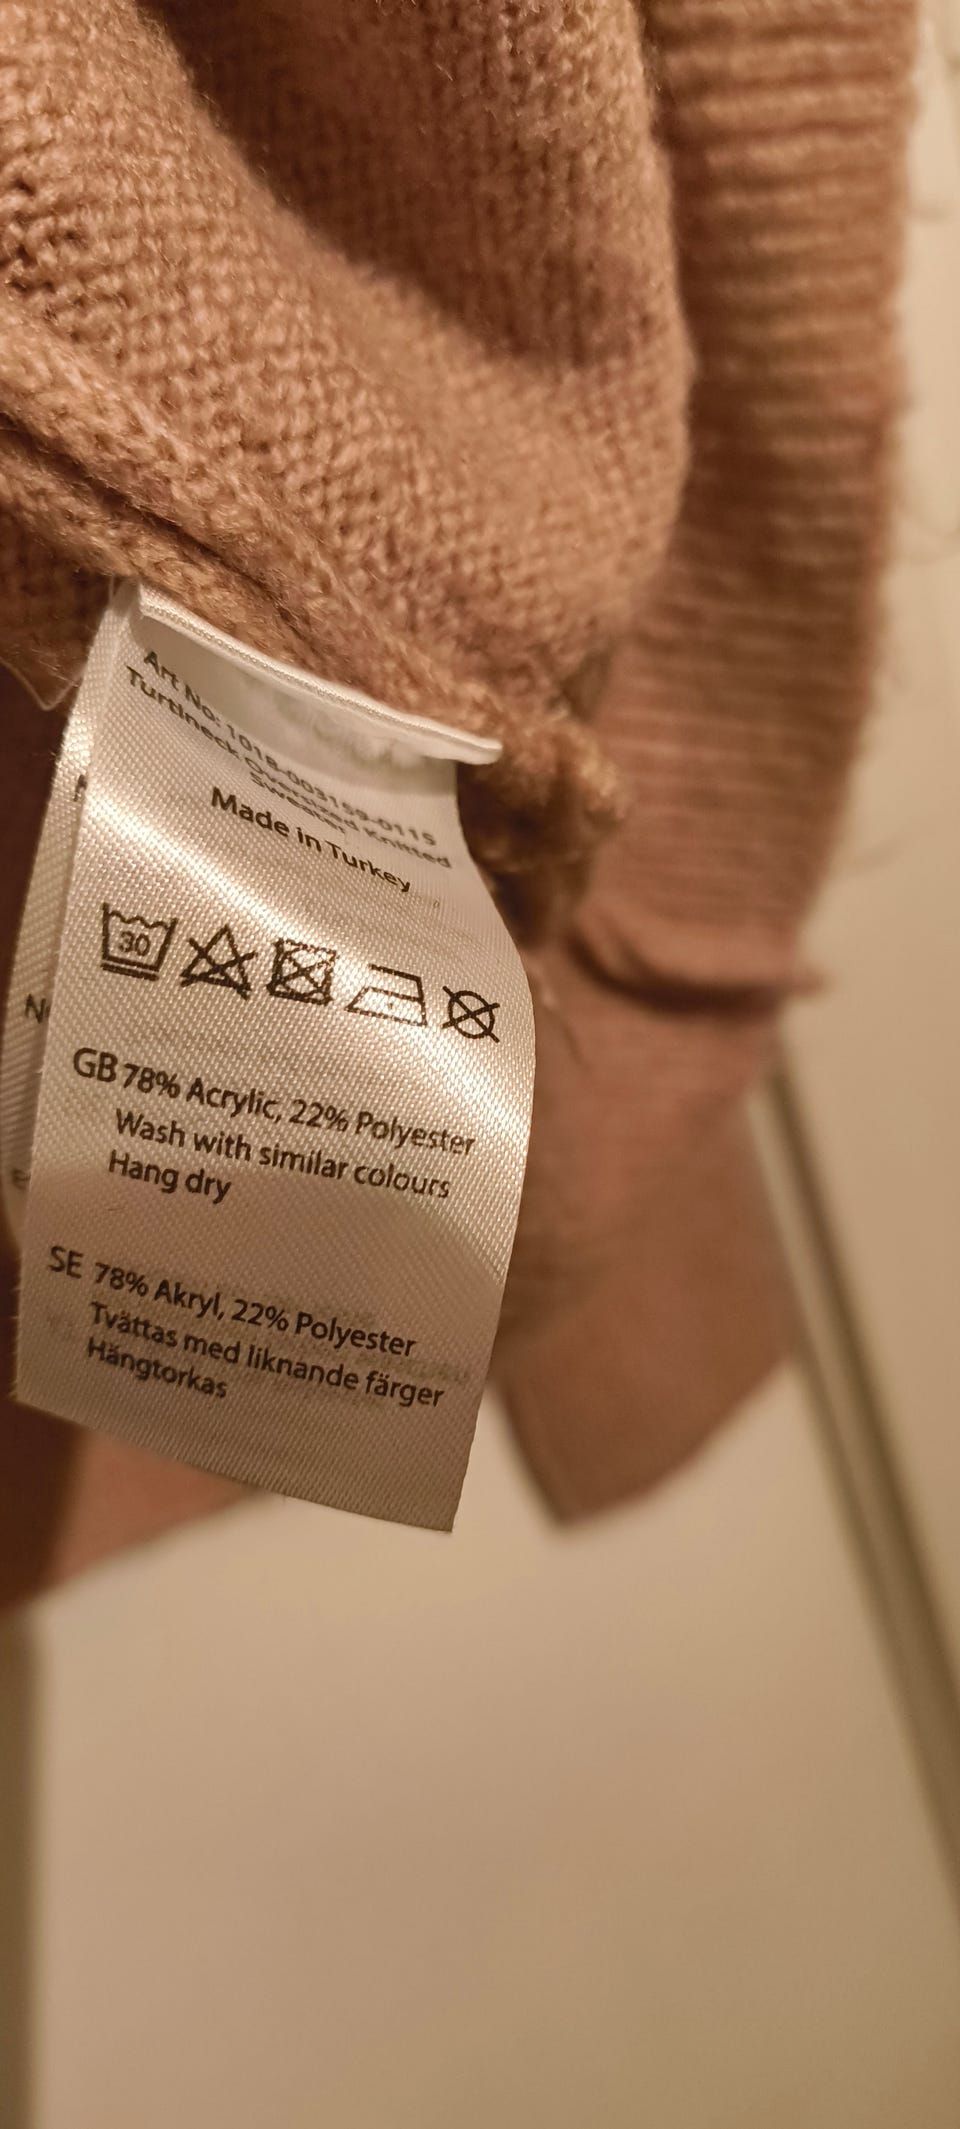 Art No: 1018-003159-0115
Turtlneck Oversized Knitted
Sweater
Made in Turkey
30
GB 78% Acrylic, 22% Polyester
Wash with similar colours
Hang dry
SE 78% Akryl, 22% Polyester
Tvättas med liknande färger
Hängtorkas